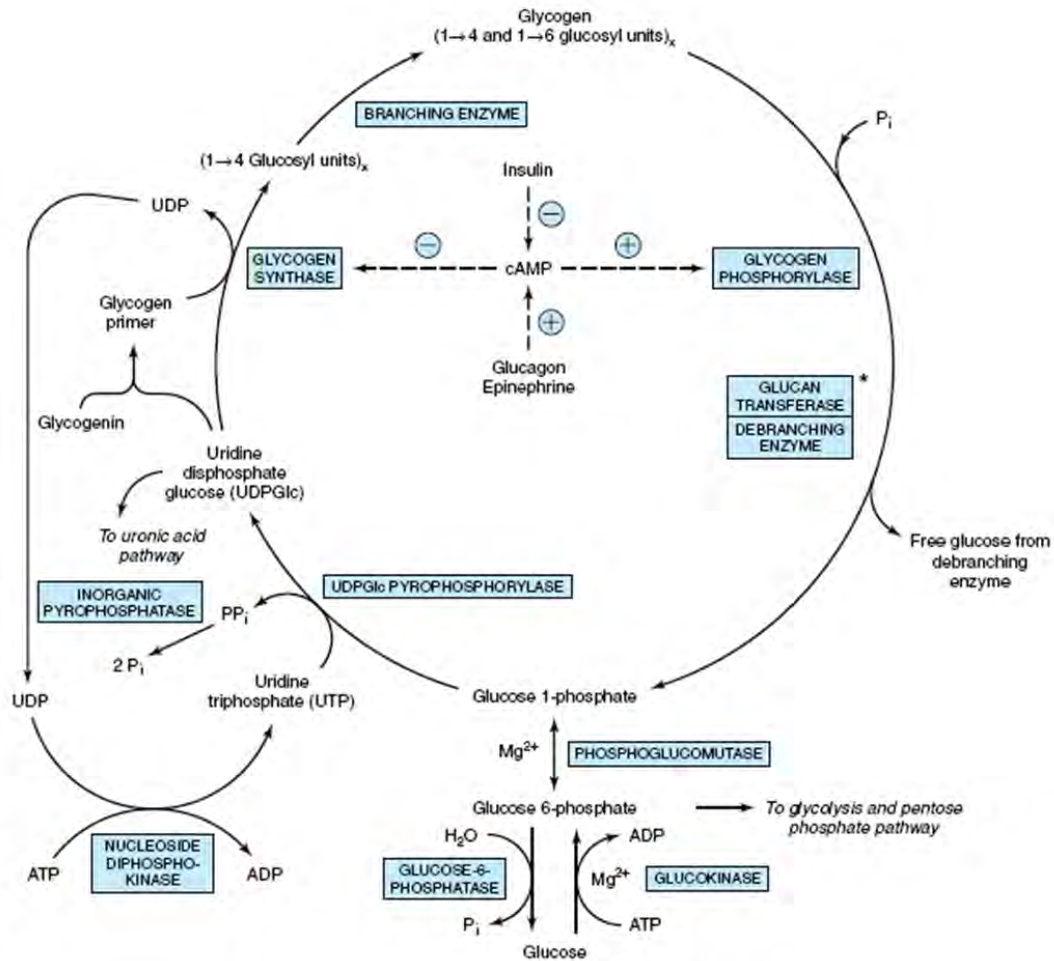 Glycogen
(1→4 and 1→6 glucosyl units)ₓ
BRANCHING ENZYME
Pᵢ
(1→4 Glucosyl units)ₓ
Insulin
UDP
−
−
+
GLYCOGEN
SYNTHASE
cAMP
GLYCOGEN
PHOSPHORYLASE
Glycogen
primer
+
Glucagon
Epinephrine
GLUCAN
TRANSFERASE
*
DEBRANCHING
ENZYME
Glycogenin
Uridine
disphosphate
glucose (UDPGlc)
To uronic acid
pathway
Free glucose from
debranching
enzyme
INORGANIC
PYROPHOSPHATASE
UDPGlc PYROPHOSPHORYLASE
PPᵢ
2 Pᵢ
UDP
Uridine
triphosphate (UTP)
Glucose 1-phosphate
Mg²⁺
PHOSPHOGLUCOMUTASE
Glucose 6-phosphate
To glycolysis and pentose
phosphate pathway
ATP
NUCLEOSIDE
DIPHOSPHO-
KINASE
ADP
H₂O
ADP
GLUCOSE-6-
PHOSPHATASE
Mg²⁺
GLUCOKINASE
Pᵢ
ATP
Glucose